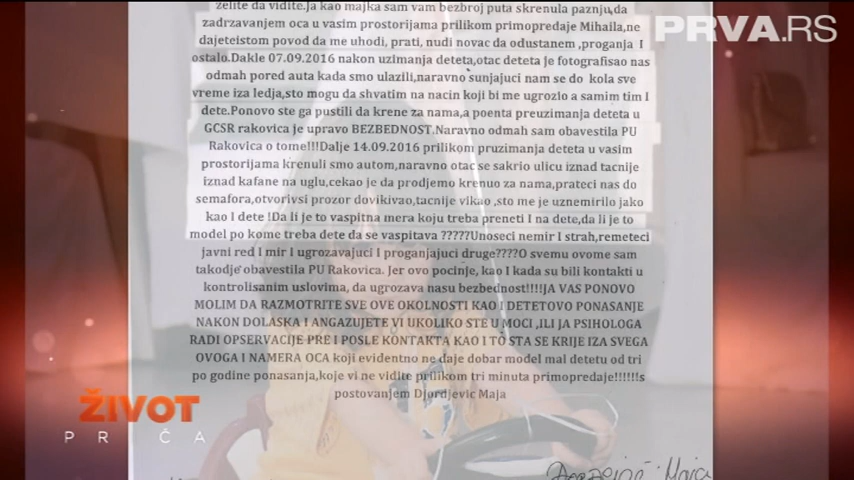 zelite da vidite.Ja kao majka sam vam bezbroj puta skrenula paznju,da
zadrzavanjem oca u vasim prostorijama prilikom primopredaje Mihaila,ne
dajeteistom povod da me uhodi, prati, nudi novac da odustanem ,proganja I
ostalo.Dakle 07.09.2016 nakon uzimanja deteta,otac deteta je fotografisao nas
odmah pored auta kada smo ulazili,naravno sunjajuci nam se do kola sve
vreme iza ledja,sto mogu da shvatim na nacin koji bi me ugrozlo a samim tim I
dete.Ponovo ste ga pustili da krene za nama,a poenta preuzimanja deteta u
GCSR rakovica je upravo BEZBEDNOST.Naravno odmah sam obavestila PU
Rakovica o tome!!!Dalje 14.09.2016 prilikom pruzimanja deteta u vasim
prostorijama krenuli smo autom,naravno otac se sakrio ulicu iznad tacnije
iznad kafane na uglu,cekao je da prodjemo krenuo za nama,prateci nas do
semafora,otvorivsi prozor dovikivao,tacnije vikao ,sto me je uznemirilo jako
kao I dete !Da li je to vaspitna mera koju treba preneti I na dete,da li je to
model po kome treba dete da se vaspitava ?????Unoseci nemir I strah,remeteci
javni red I mir I ugrozavajuci I proganjajuci druge????O svemu ovome sam
takodje obavestila PU Rakovica. Jer ovo pocinje, kao I kada su bili kontakti u
kontrolisanim uslovima, da ugrozava nasu bezbednost!!!!JA VAS PONOVO
MOLIM DA RAZMOTRITE SVE OVE OKOLNOSTI KAO I DETETOVO PONASANJE
NAKON DOLASKA I ANGAZUJETE VI UKOLIKO STE U MOCI ,ILI JA PSIHOLOGA
RADI OPSERVACIJE PRE I POSLE KONTAKTA KAO I TO STA SE KRIJE IZA SVEGA
OVOGA I NAMERA OCA koji evidentno ne daje dobar model mal detetu od tri
po godine ponasanja,koje vi ne vidite prilikom tri minuta primopredaje!!!!!!s
postovanjem Djordjevic Maja
Maja
PRVA.RS
ŽIVOT
PRIČA